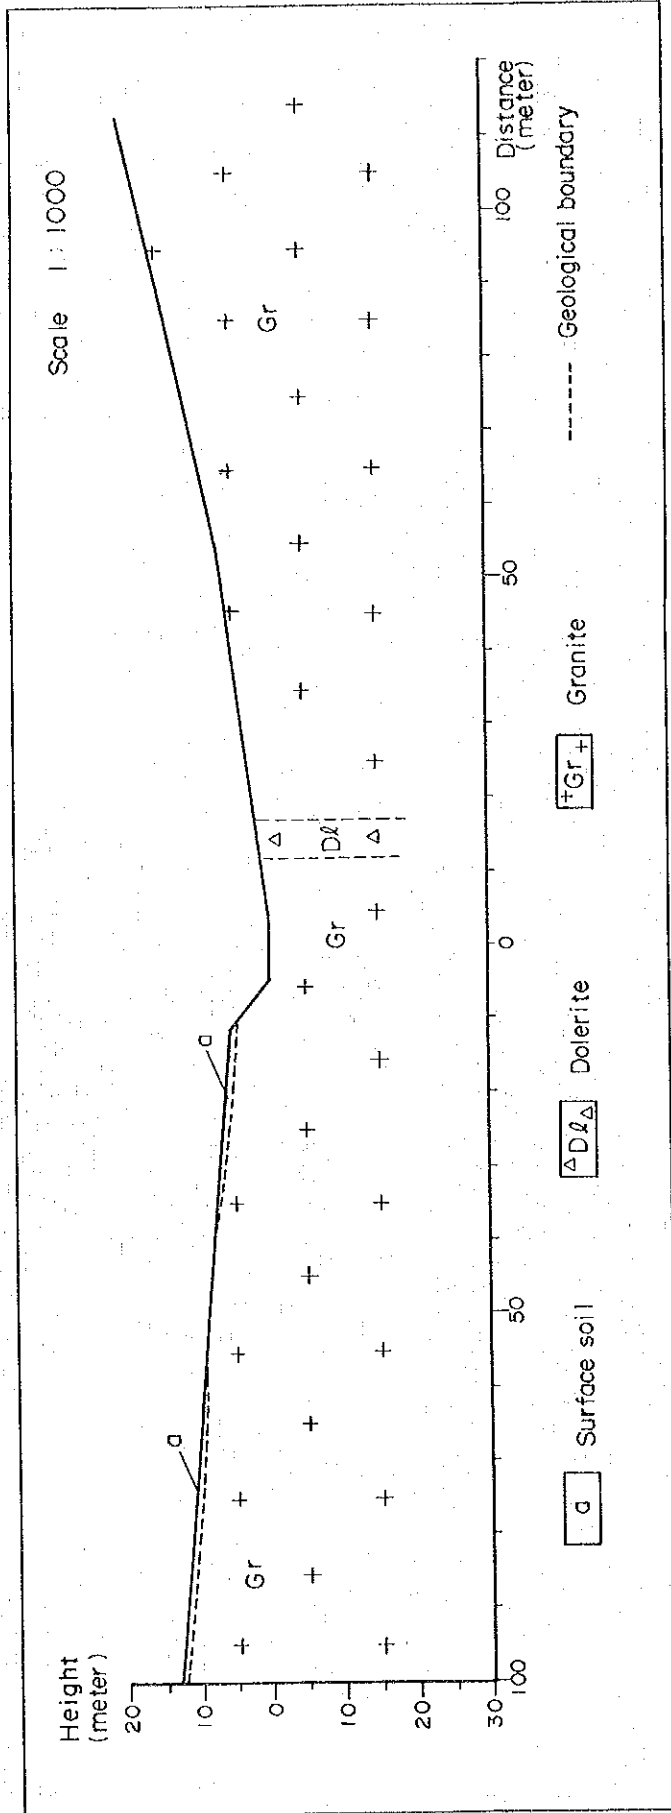 Scale 1:1000
Height
(meter)
20
10
0
10
20
30
a
a
Gr
Gr
Dℓ
Gr
100
50
0
50
100
Distance
(meter)
a Surface soil
Dℓ Dolerite
Gr Granite
Geological boundary